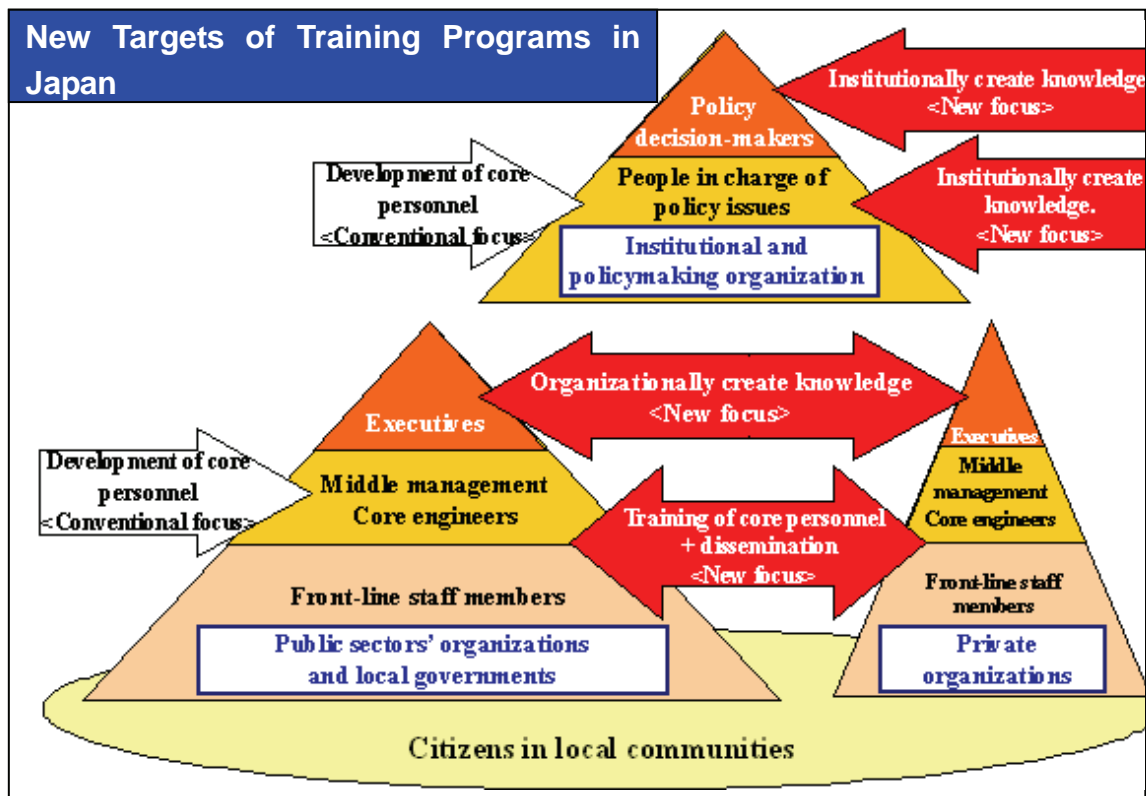 New Targets of Training Programs in
Japan
Institutionally create knowledge
<New focus>
Policy
decision-makers
Development of core
personnel
<Conventional focus>
People in charge of
policy issues
Institutionally create
knowledge.
<New focus>
Institutional and
policymaking organization
Organizationally create knowledge
<New focus>
Executives
Executives
Development of core
personnel
<Conventional focus>
Middle management
Core engineers
Training of core personnel
+ dissemination
<New focus>
Middle
management
Core engineers
Front-line staff members
Front-line staff
members
Public sectors’ organizations
and local governments
Private
organizations
Citizens in local communities